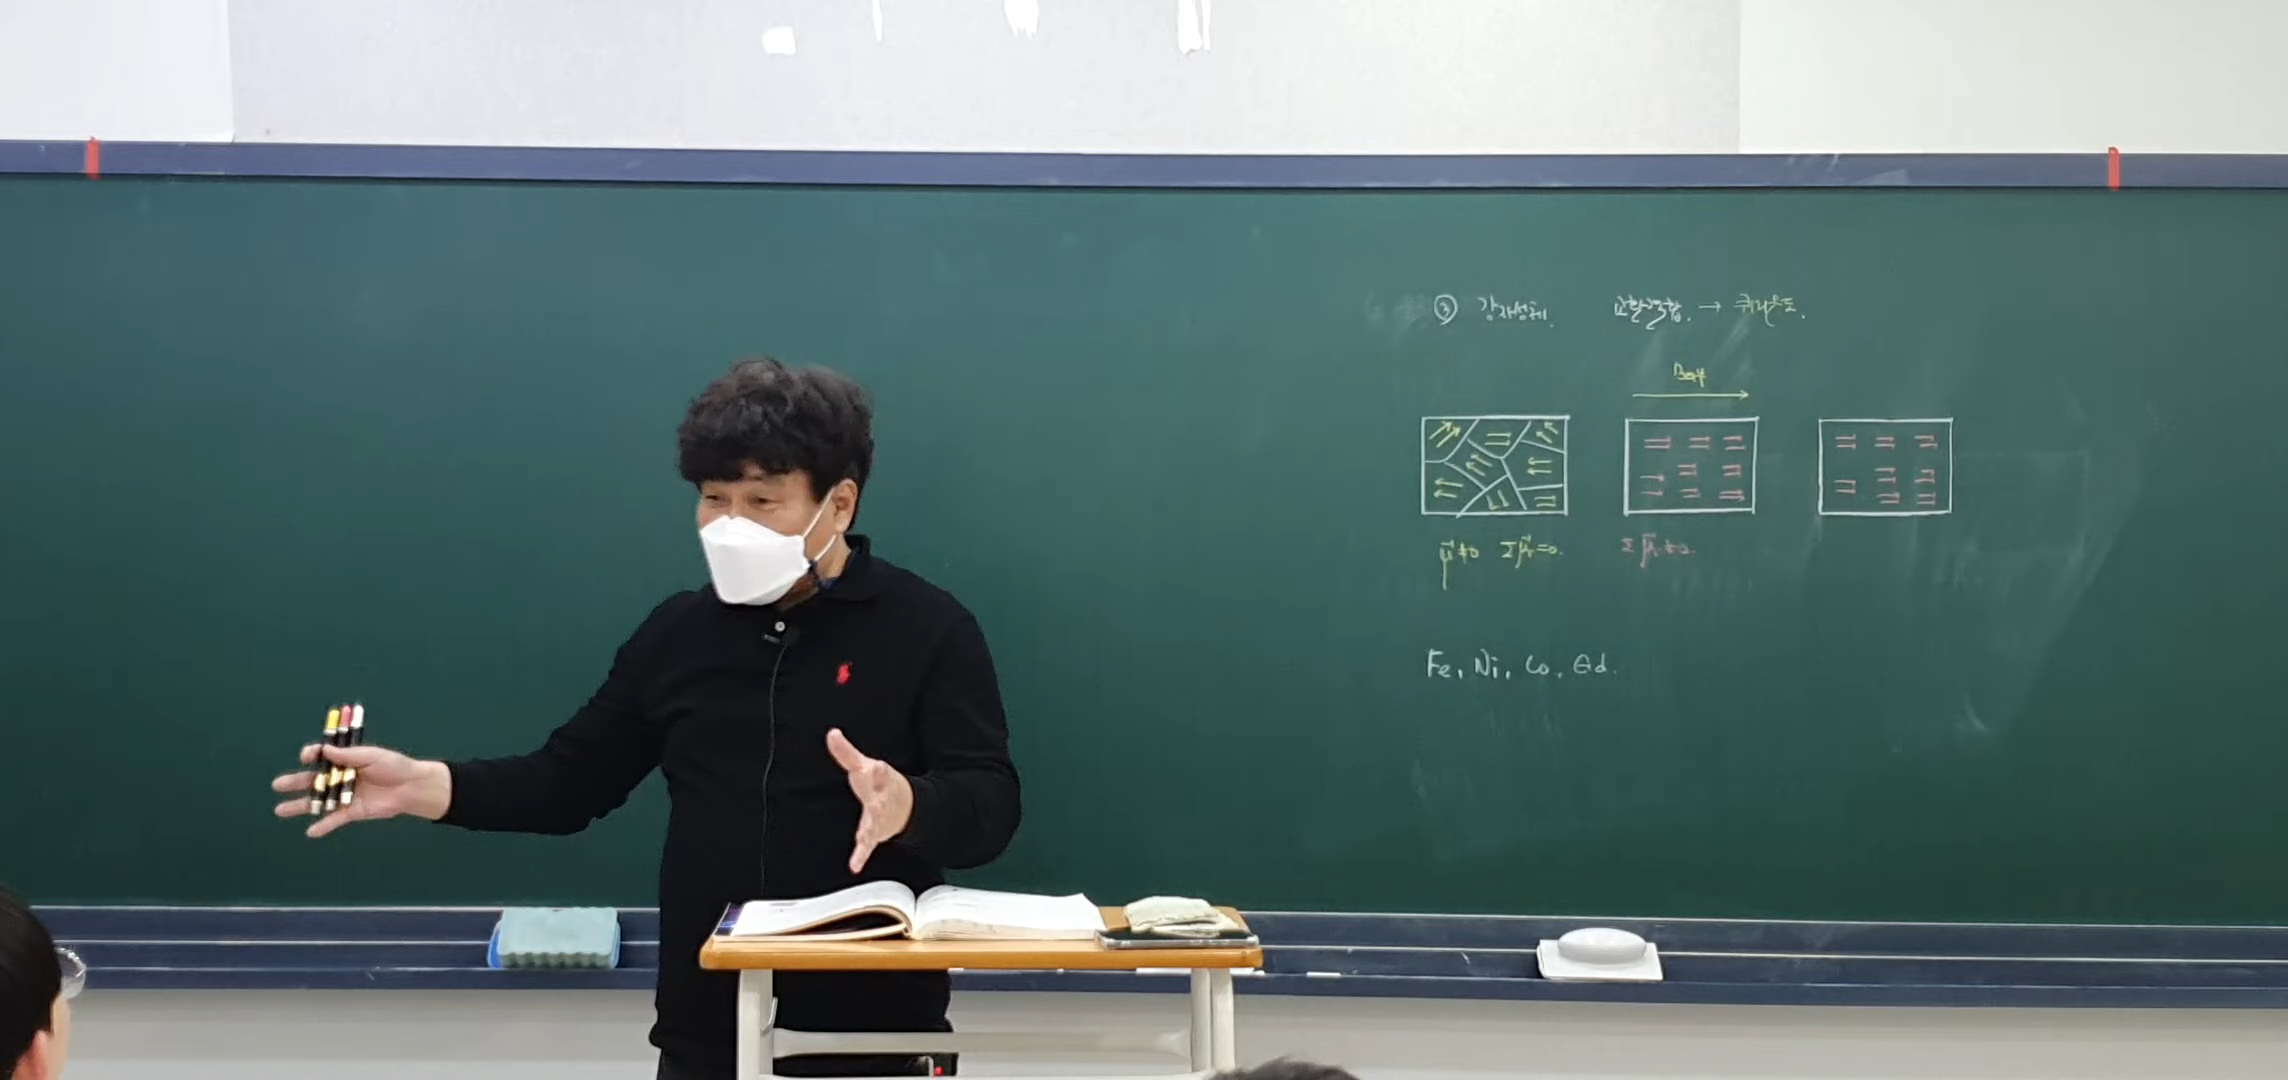 ③ 강자성체. 교환결합. → 퀴리온도.
Bext
μ⃗≠0 Σμ⃗ᵢ=0. Σμ⃗ᵢ≠0.
Fe, Ni, Co, Gd.